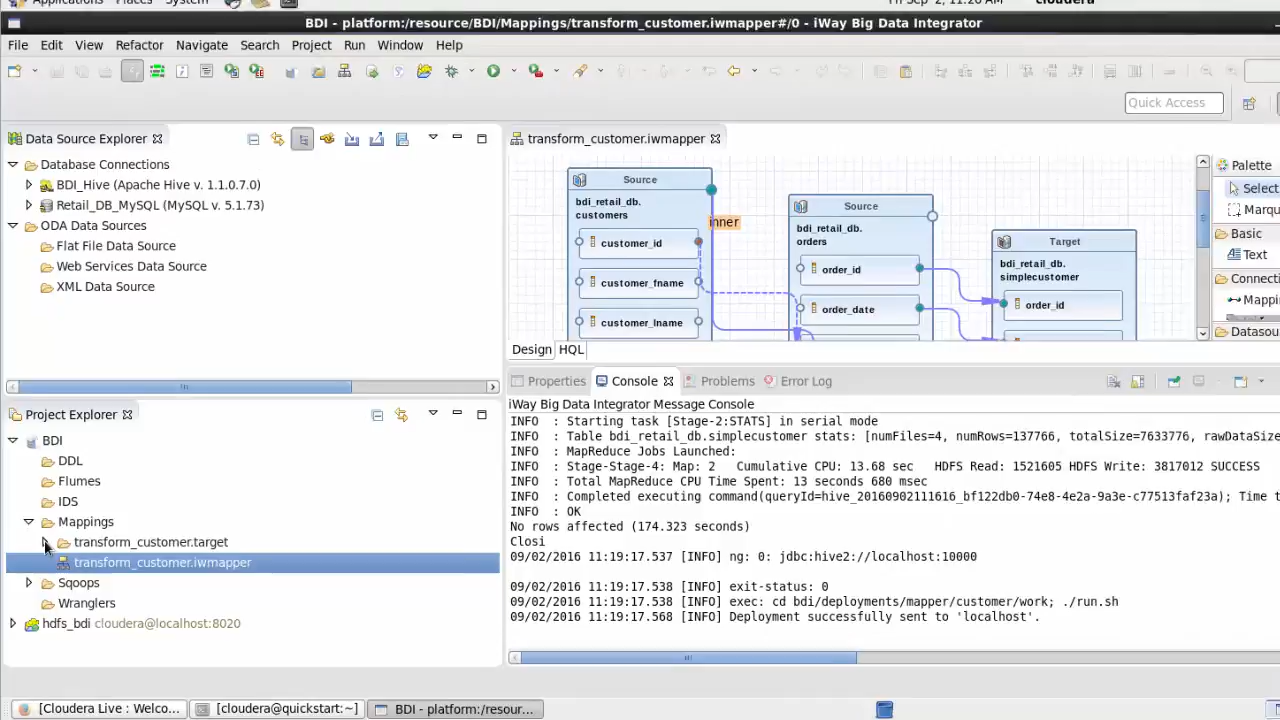 Applications Places System Fri Sep 2, 11:20 AM cloudera
BDI - platform:/resource/BDI/Mappings/transform_customer.iwmapper#/0 - iWay Big Data Integrator
File Edit View Refactor Navigate Search Project Run Window Help
Quick Access
Data Source Explorer
Database Connections
BDI_Hive (Apache Hive v. 1.1.0.7.0)
Retail_DB_MySQL (MySQL v. 5.1.73)
ODA Data Sources
Flat File Data Source
Web Services Data Source
XML Data Source
transform_customer.iwmapper
Source
bdi_retail_db.
customers
customer_id
customer_fname
customer_lname
inner
Source
bdi_retail_db.
orders
order_id
order_date
Target
bdi_retail_db.
simplecustomer
order_id
Palette
Select
Marqu
Basic
Text
Connecti
Mappi
Datasou
Design HQL
Project Explorer
BDI
DDL
Flumes
IDS
Mappings
transform_customer.target
transform_customer.iwmapper
Sqoops
Wranglers
hdfs_bdi cloudera@localhost:8020
Properties Console Problems Error Log
iWay Big Data Integrator Message Console
INFO : Starting task [Stage-2:STATS] in serial mode
INFO : Table bdi_retail_db.simplecustomer stats: [numFiles=4, numRows=137766, totalSize=7633776, rawDataSize
INFO : MapReduce Jobs Launched:
INFO : Stage-Stage-4: Map: 2 Cumulative CPU: 13.68 sec HDFS Read: 1521605 HDFS Write: 3817012 SUCCESS
INFO : Total MapReduce CPU Time Spent: 13 seconds 680 msec
INFO : Completed executing command(queryId=hive_20160902111616_bf122db0-74e8-4e2a-9a3e-c77513faf23a); Time t
INFO : OK
No rows affected (174.323 seconds)
Closi
09/02/2016 11:19:17.537 [INFO] ng: 0: jdbc:hive2://localhost:10000
09/02/2016 11:19:17.538 [INFO] exit-status: 0
09/02/2016 11:19:17.538 [INFO] exec: cd bdi/deployments/mapper/customer/work; ./run.sh
09/02/2016 11:19:17.568 [INFO] Deployment successfully sent to 'localhost'.
[Cloudera Live : Welco... [cloudera@quickstart:~] BDI - platform:/resour...